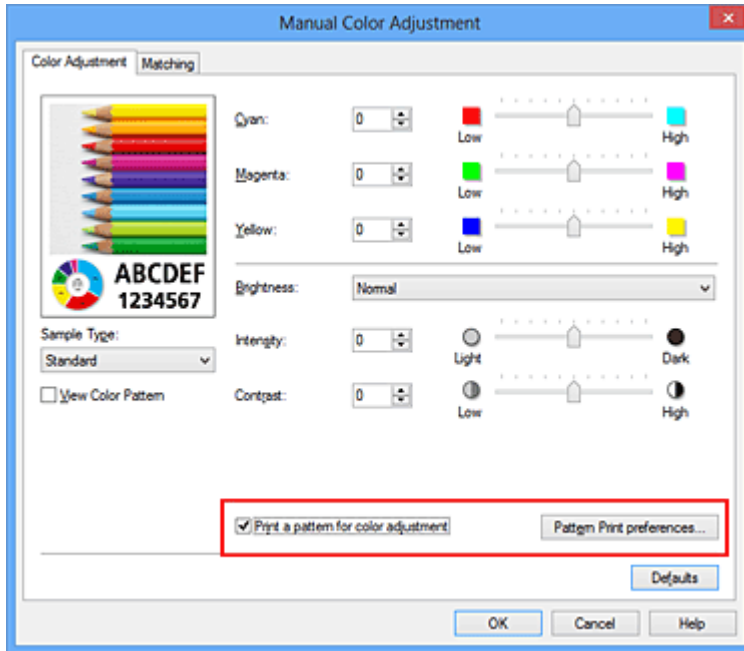 Manual Color Adjustment
Color Adjustment Matching
Cyan: 0 Low High
Magenta: 0 Low High
Yellow: 0 Low High
ABCDEF
1234567
Brightness: Normal
Sample Type:
Standard
Intensity: 0 Light Dark
View Color Pattern
Contrast: 0 Low High
Print a pattern for color adjustment Pattern Print preferences...
Defaults
OK Cancel Help